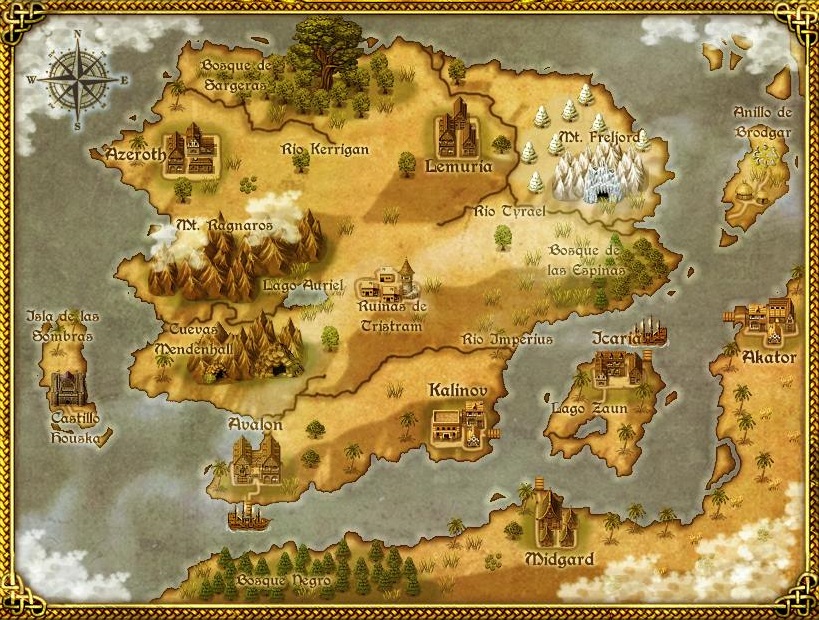 N
W
E
S
Bosque de
Sargeras
Azeroth
Rio Kerrigan
Lemuria
Mt. Freljord
Anillo de
Brodgar
Rio Tyrael
Mt. Ragnaros
Bosque de
las Espinas
Lago Auriel
Ruinas de
Tristram
Isla de las
Sombras
Cuevas
Mendenhall
Rio Imperius
Icaria
Akator
Castillo
Houska
Avalon
Kalinov
Lago Zaun
Midgard
Bosque Negro